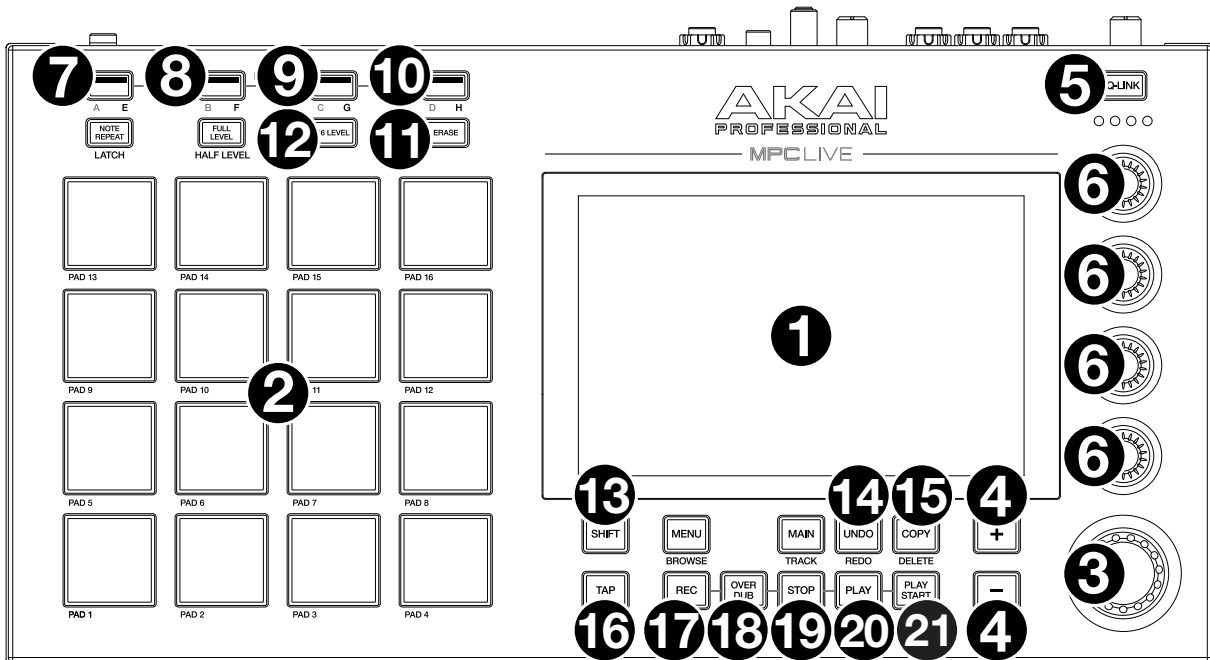 7 8 9 10 5 Q-LINK
A E B F C G D H
NOTE REPEAT FULL LEVEL 12 6 LEVEL 11 ERASE
LATCH HALF LEVEL
AKAI
PROFESSIONAL
MPCLIVE
6
PAD 13 PAD 14 PAD 15 PAD 16
6
1
PAD 9 PAD 10 11 PAD 12
2
6
6
PAD 5 PAD 6 PAD 7 PAD 8
13 14 15 4
SHIFT MENU MAIN UNDO COPY +
BROWSE TRACK REDO DELETE
3
TAP REC OVER DUB STOP PLAY PLAY START −
PAD 1 PAD 2 PAD 3 PAD 4
16 17 18 19 20 21 4